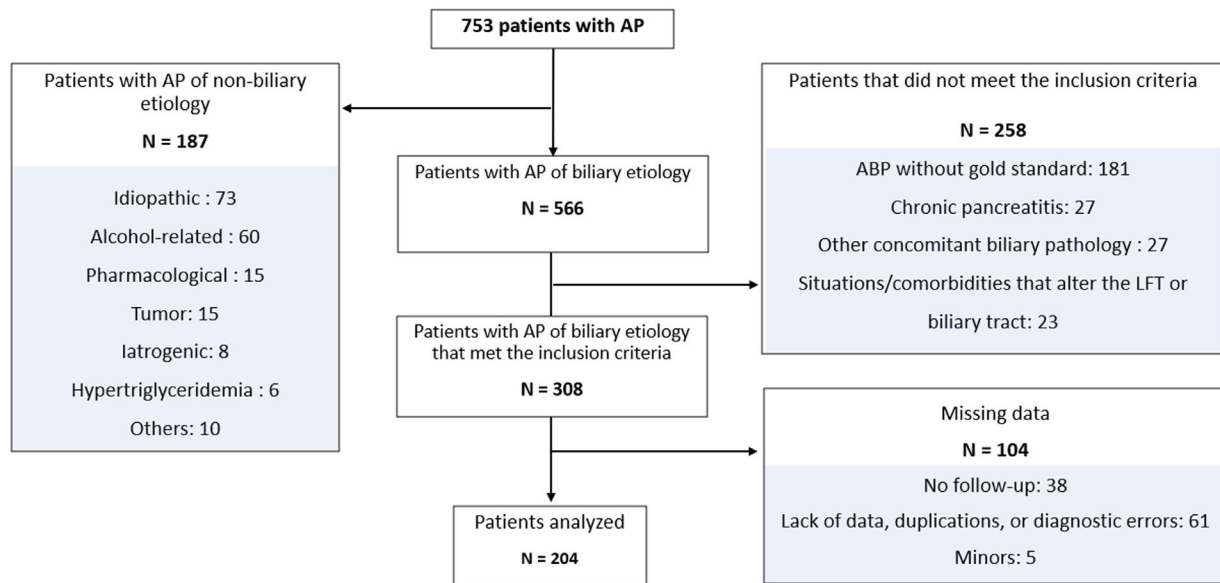 753 patients with AP
Patients with AP of non-biliary
etiology
N = 187
Idiopathic : 73
Alcohol-related : 60
Pharmacological : 15
Tumor: 15
Iatrogenic: 8
Hypertriglyceridemia : 6
Others: 10
Patients that did not meet the inclusion criteria
N = 258
ABP without gold standard: 181
Chronic pancreatitis: 27
Other concomitant biliary pathology : 27
Situations/comorbidities that alter the LFT or
biliary tract: 23
Patients with AP of biliary etiology
N = 566
Patients with AP of biliary etiology
that met the inclusion criteria
N = 308
Missing data
N = 104
No follow-up: 38
Lack of data, duplications, or diagnostic errors: 61
Minors: 5
Patients analyzed
N = 204